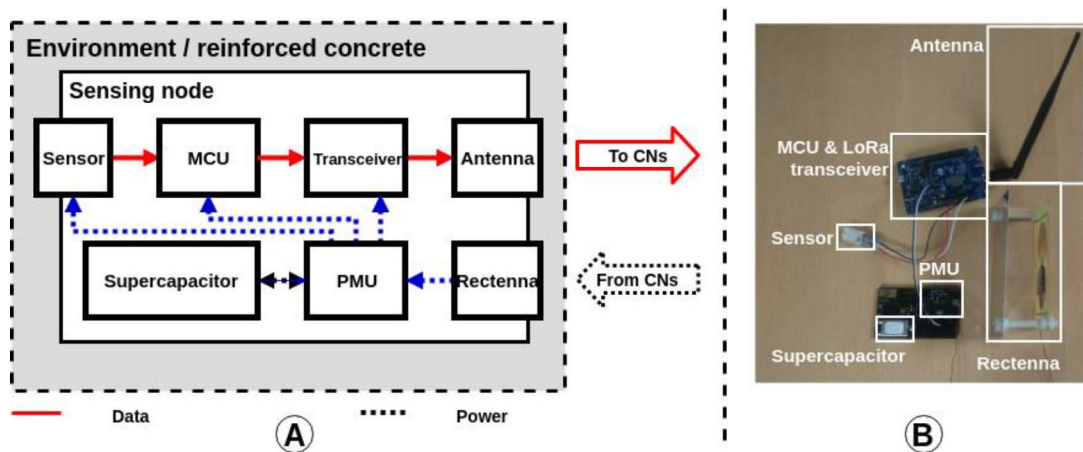 Environment / reinforced concrete
Sensing node
Sensor
MCU
Transceiver
Antenna
To CNs
Supercapacitor
PMU
Rectenna
From CNs
Data
Power
A
Antenna
MCU & LoRa
transceiver
Sensor
PMU
Supercapacitor
Rectenna
B